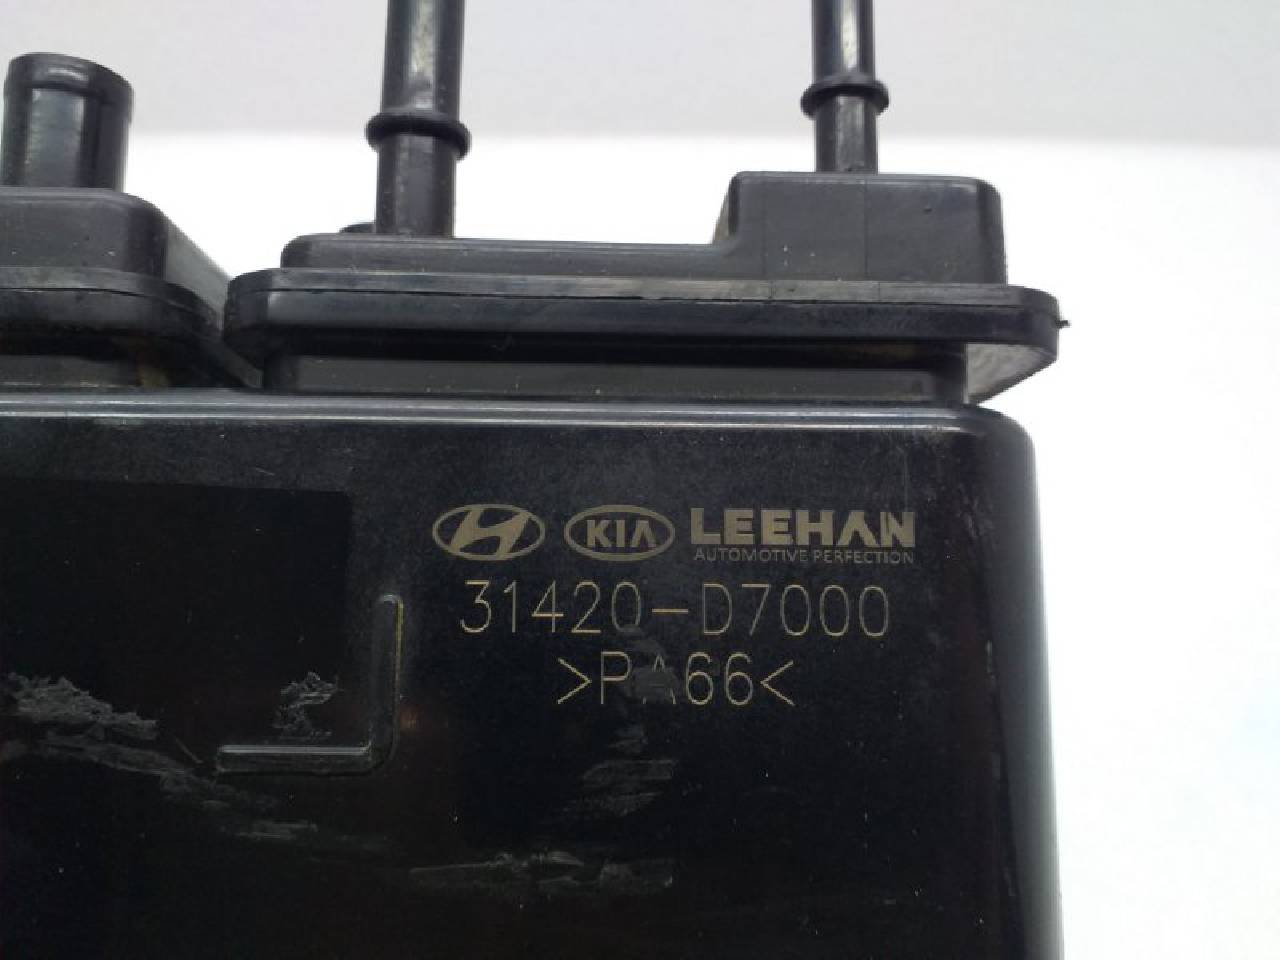 KIA LEEHAN
AUTOMOTIVE PERFECTION
31420-D7000
>PA66<